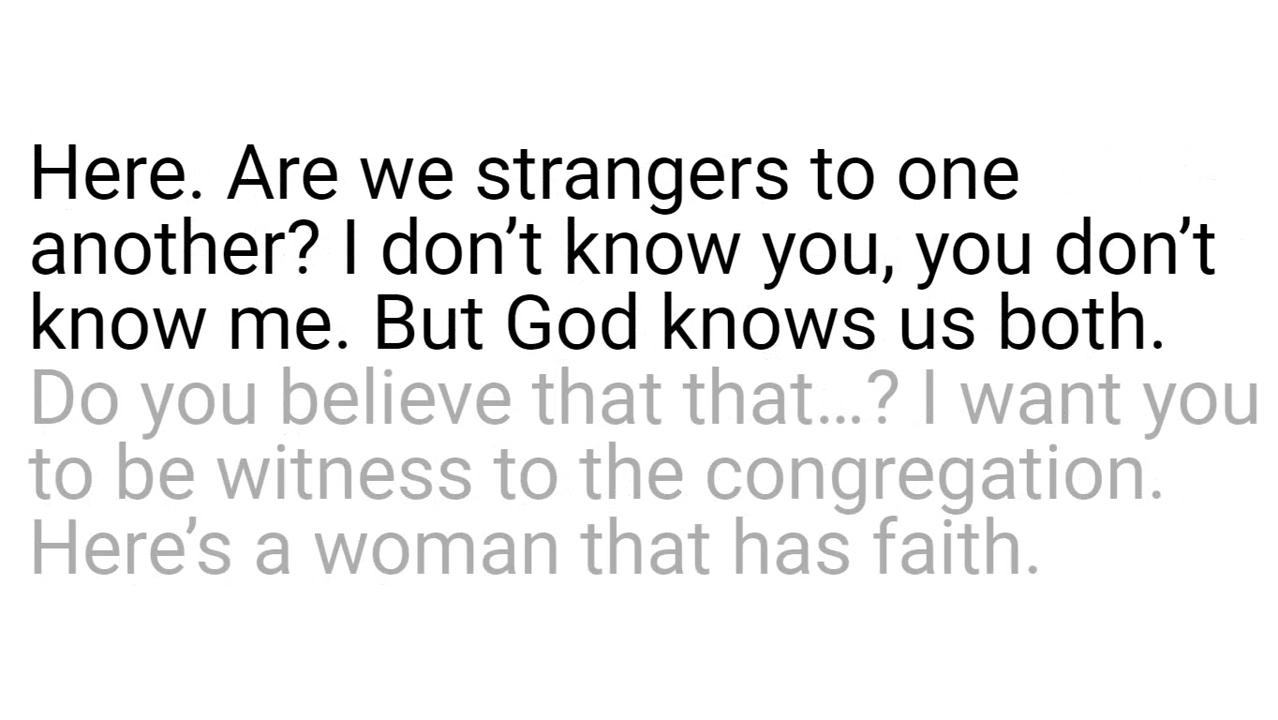 Here. Are we strangers to one
another? I don’t know you, you don’t
know me. But God knows us both.
Do you believe that that...? I want you
to be witness to the congregation.
Here’s a woman that has faith.